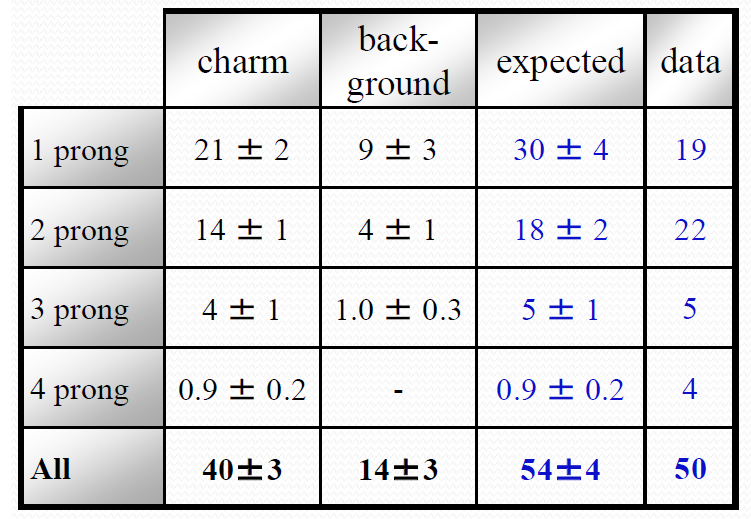 charm back-ground expected data
1 prong 21 ± 2 9 ± 3 30 ± 4 19
2 prong 14 ± 1 4 ± 1 18 ± 2 22
3 prong 4 ± 1 1.0 ± 0.3 5 ± 1 5
4 prong 0.9 ± 0.2 - 0.9 ± 0.2 4
All 40±3 14±3 54±4 50